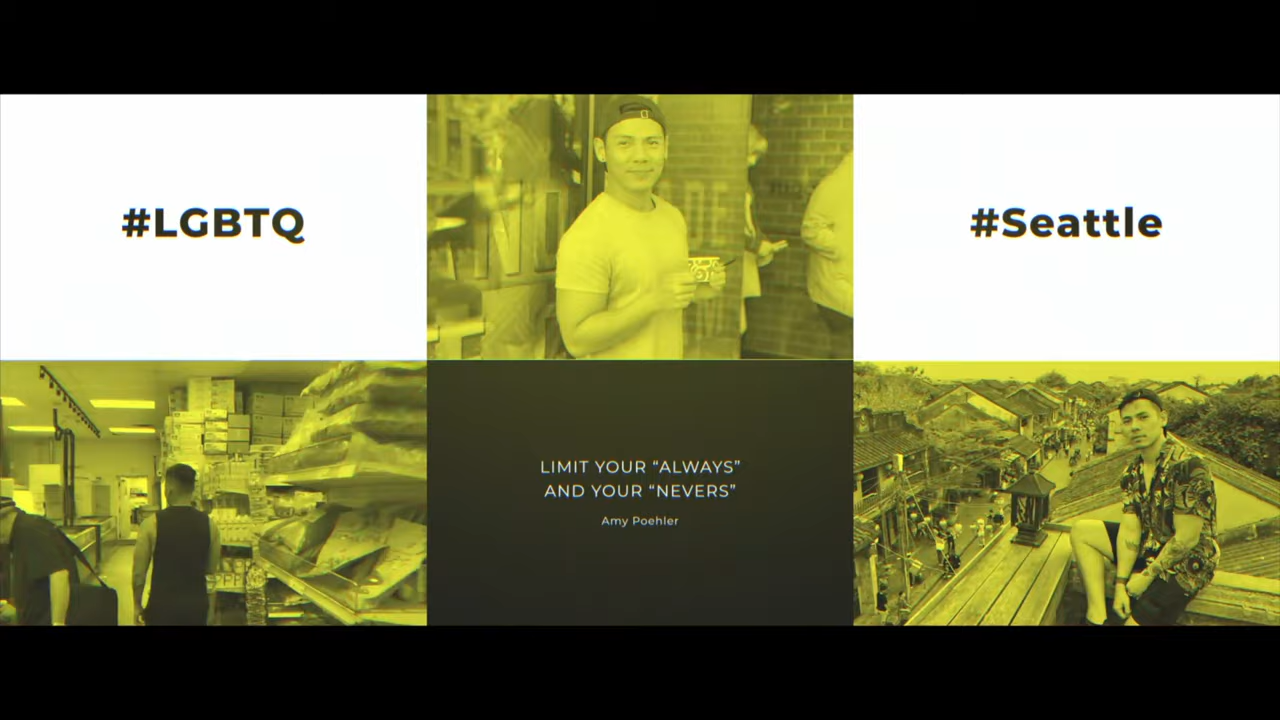 #LGBTQ
#Seattle
LIMIT YOUR “ALWAYS”
AND YOUR “NEVERS”
Amy Poehler